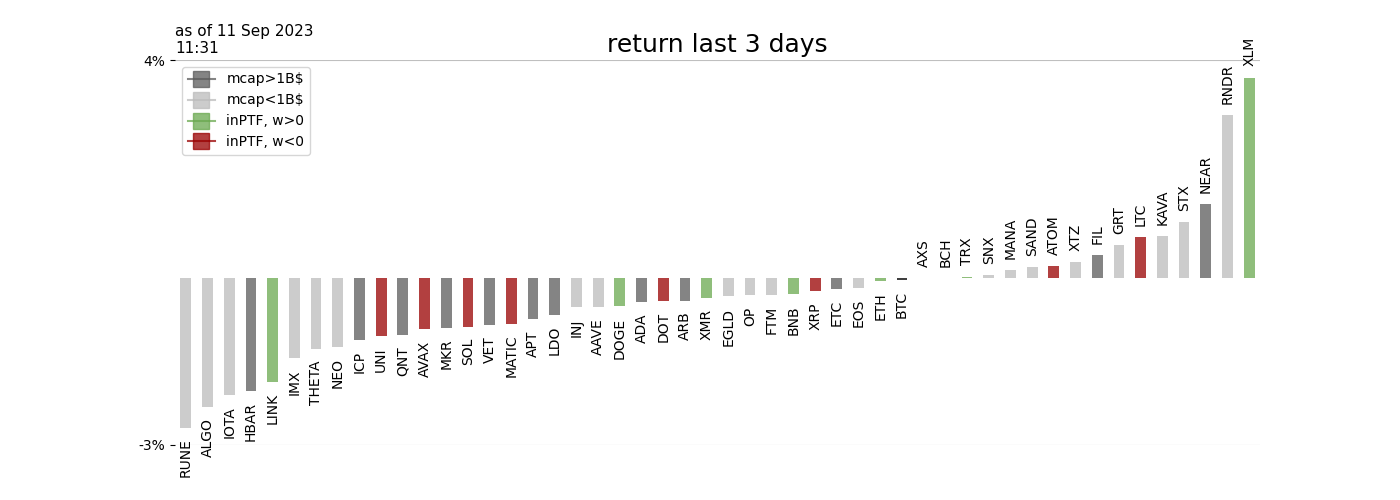 as of 11 Sep 2023
11:31
return last 3 days
4%
mcap>1B$
mcap<1B$
inPTF, w>0
inPTF, w<0
-3%
RUNE
ALGO
IOTA
HBAR
LINK
IMX
THETA
NEO
ICP
UNI
QNT
AVAX
MKR
SOL
VET
MATIC
APT
LDO
INJ
AAVE
DOGE
ADA
DOT
ARB
XMR
EGLD
OP
FTM
BNB
XRP
ETC
EOS
ETH
BTC
AXS
BCH
TRX
SNX
MANA
SAND
ATOM
XTZ
FIL
GRT
LTC
KAVA
STX
NEAR
RNDR
XLM